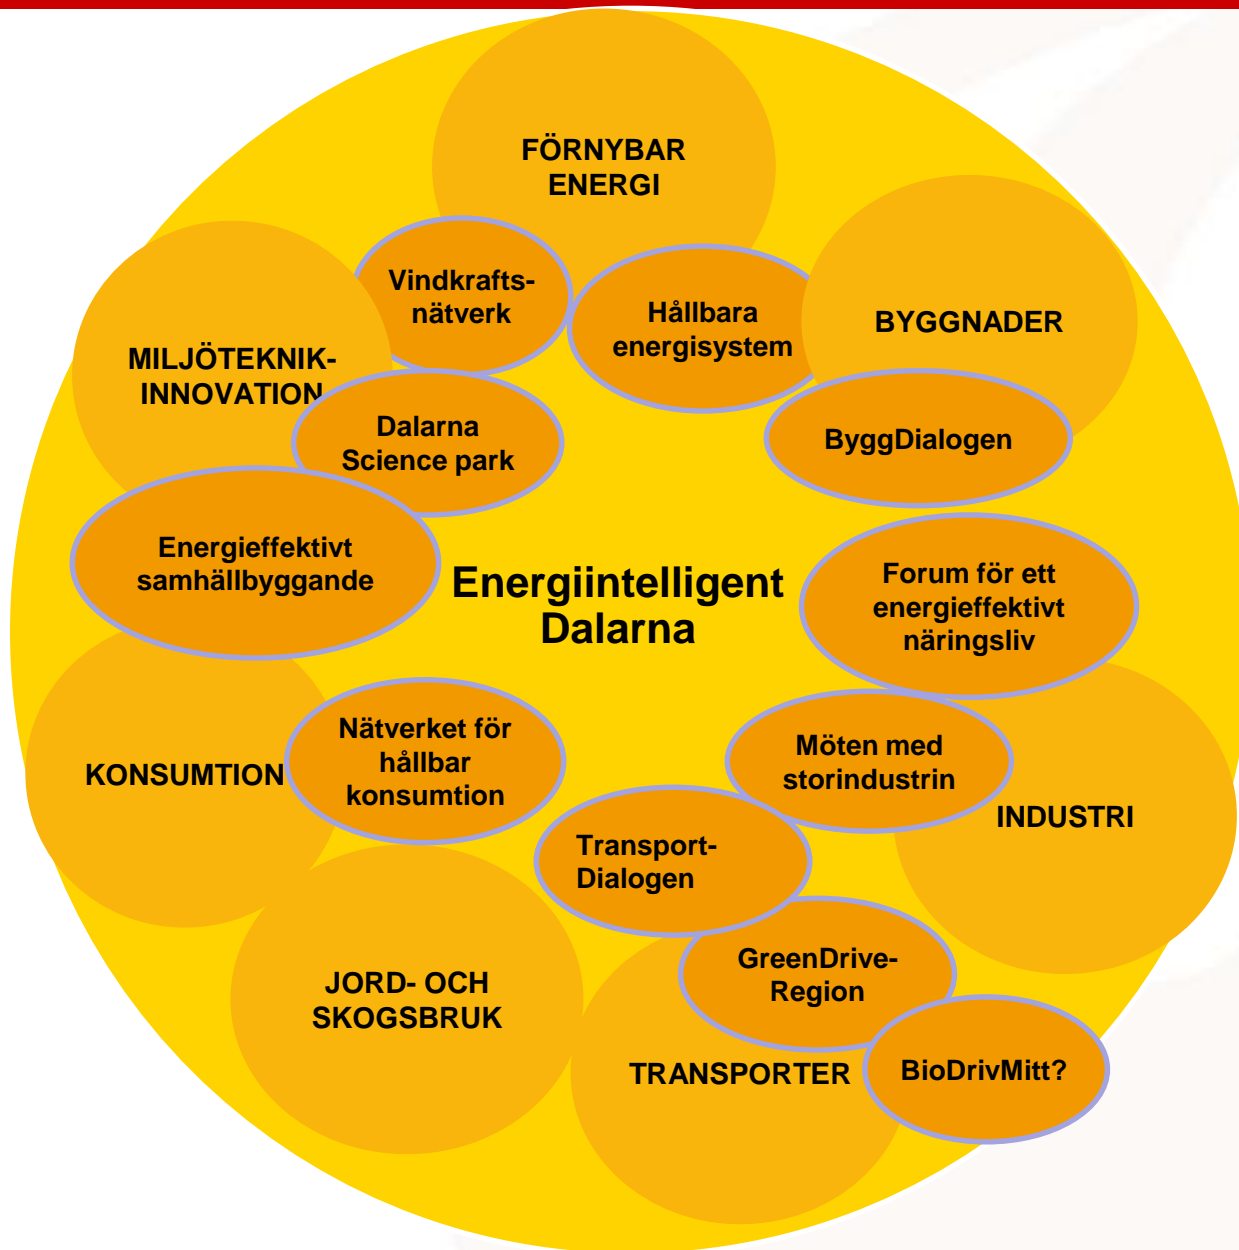 FÖRNYBAR
ENERGI
Vindkrafts-
nätverk
Hållbara
energisystem
BYGGNADER
MILJÖTEKNIK-
INNOVATION
Dalarna
Science park
ByggDialogen
Energieffektivt
samhällbyggande
Energiintelligent
Dalarna
Forum för ett
energieffektivt
näringsliv
KONSUMTION
Nätverket för
hållbar
konsumtion
Möten med
storindustrin
INDUSTRI
Transport-
Dialogen
JORD- OCH
SKOGSBRUK
GreenDrive-
Region
TRANSPORTER
BioDrivMitt?